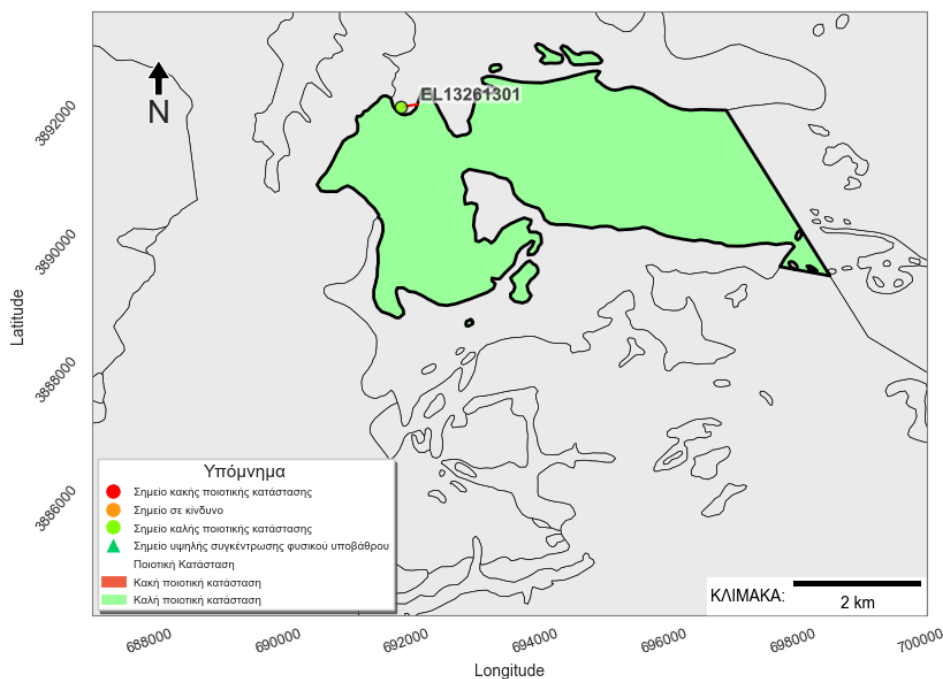 N
EL13261301
3892000
3890000
3888000
3886000
Latitude
Υπόμνημα
Σημείο κακής ποιοτικής κατάστασης
Σημείο σε κίνδυνο
Σημείο καλής ποιοτικής κατάστασης
Σημείο υψηλής συγκέντρωσης φυσικού υποβάθρου
Ποιοτική Κατάσταση
Κακή ποιοτική κατάσταση
Καλή ποιοτική κατάσταση
ΚΛΙΜΑΚΑ:
2 km
688000
690000
692000
694000
696000
698000
700000
Longitude